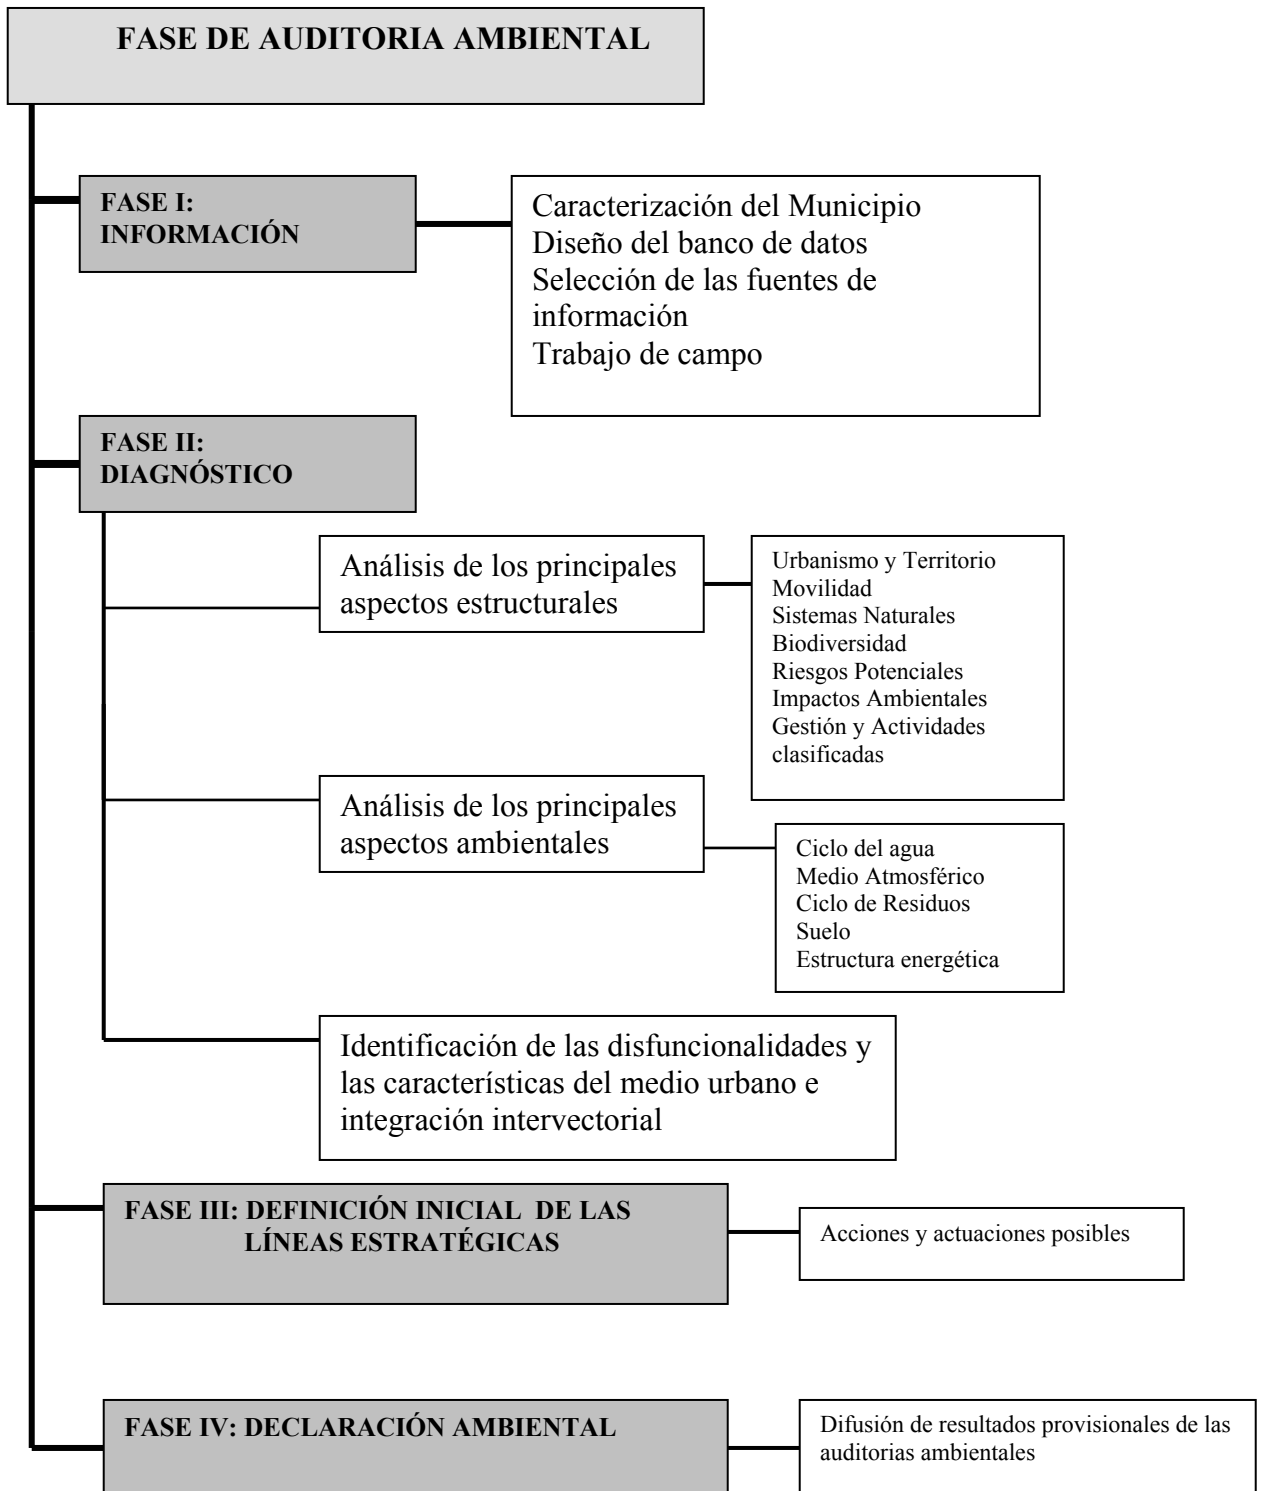 FASE DE AUDITORIA AMBIENTAL
FASE I:
INFORMACIÓN
Caracterización del Municipio
Diseño del banco de datos
Selección de las fuentes de
información
Trabajo de campo
FASE II:
DIAGNÓSTICO
Análisis de los principales
aspectos estructurales
Urbanismo y Territorio
Movilidad
Sistemas Naturales
Biodiversidad
Riesgos Potenciales
Impactos Ambientales
Gestión y Actividades
clasificadas
Análisis de los principales
aspectos ambientales
Ciclo del agua
Medio Atmosférico
Ciclo de Residuos
Suelo
Estructura energética
Identificación de las disfuncionalidades y
las características del medio urbano e
integración intervectorial
FASE III: DEFINICIÓN INICIAL  DE LAS
LÍNEAS ESTRATÉGICAS
Acciones y actuaciones posibles
FASE IV: DECLARACIÓN AMBIENTAL
Difusión de resultados provisionales de las
auditorias ambientales